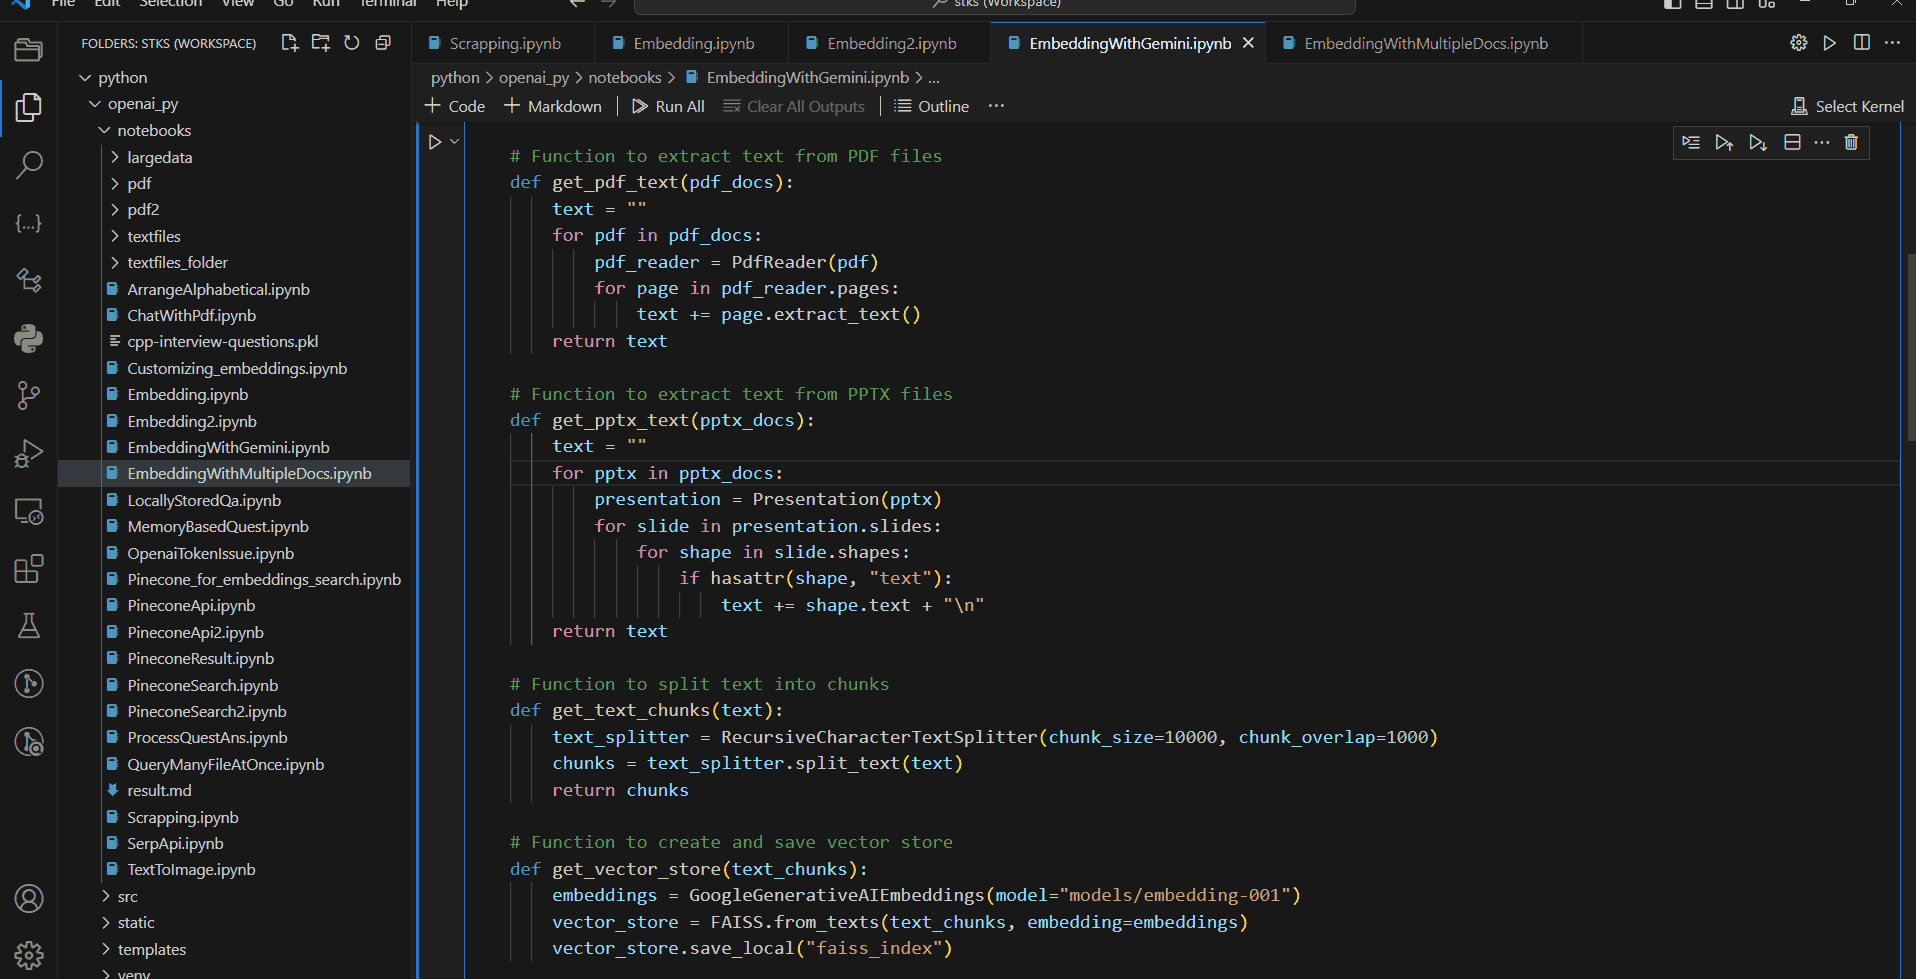 File Edit Selection View Go Run Terminal Help
stks (Workspace)
FOLDERS: STKS (WORKSPACE)
python
openai_py
notebooks
largedata
pdf
pdf2
textfiles
textfiles_folder
ArrangeAlphabetical.ipynb
ChatWithPdf.ipynb
cpp-interview-questions.pkl
Customizing_embeddings.ipynb
Embedding.ipynb
Embedding2.ipynb
EmbeddingWithGemini.ipynb
EmbeddingWithMultipleDocs.ipynb
LocallyStoredQa.ipynb
MemoryBasedQuest.ipynb
OpenaiTokenIssue.ipynb
Pinecone_for_embeddings_search.ipynb
PineconeApi.ipynb
PineconeApi2.ipynb
PineconeResult.ipynb
PineconeSearch.ipynb
PineconeSearch2.ipynb
ProcessQuestAns.ipynb
QueryManyFileAtOnce.ipynb
result.md
Scrapping.ipynb
SerpApi.ipynb
TextToImage.ipynb
src
static
templates
venv
Scrapping.ipynb Embedding.ipynb Embedding2.ipynb EmbeddingWithGemini.ipynb EmbeddingWithMultipleDocs.ipynb
python > openai_py > notebooks > EmbeddingWithGemini.ipynb > ...
+ Code + Markdown Run All Clear All Outputs Outline ... Select Kernel
# Function to extract text from PDF files
def get_pdf_text(pdf_docs):
    text = ""
    for pdf in pdf_docs:
        pdf_reader = PdfReader(pdf)
        for page in pdf_reader.pages:
            text += page.extract_text()
    return text
# Function to extract text from PPTX files
def get_pptx_text(pptx_docs):
    text = ""
    for pptx in pptx_docs:
        presentation = Presentation(pptx)
        for slide in presentation.slides:
            for shape in slide.shapes:
                if hasattr(shape, "text"):
                    text += shape.text + "\n"
    return text
# Function to split text into chunks
def get_text_chunks(text):
    text_splitter = RecursiveCharacterTextSplitter(chunk_size=10000, chunk_overlap=1000)
    chunks = text_splitter.split_text(text)
    return chunks
# Function to create and save vector store
def get_vector_store(text_chunks):
    embeddings = GoogleGenerativeAIEmbeddings(model="models/embedding-001")
    vector_store = FAISS.from_texts(text_chunks, embedding=embeddings)
    vector_store.save_local("faiss_index")